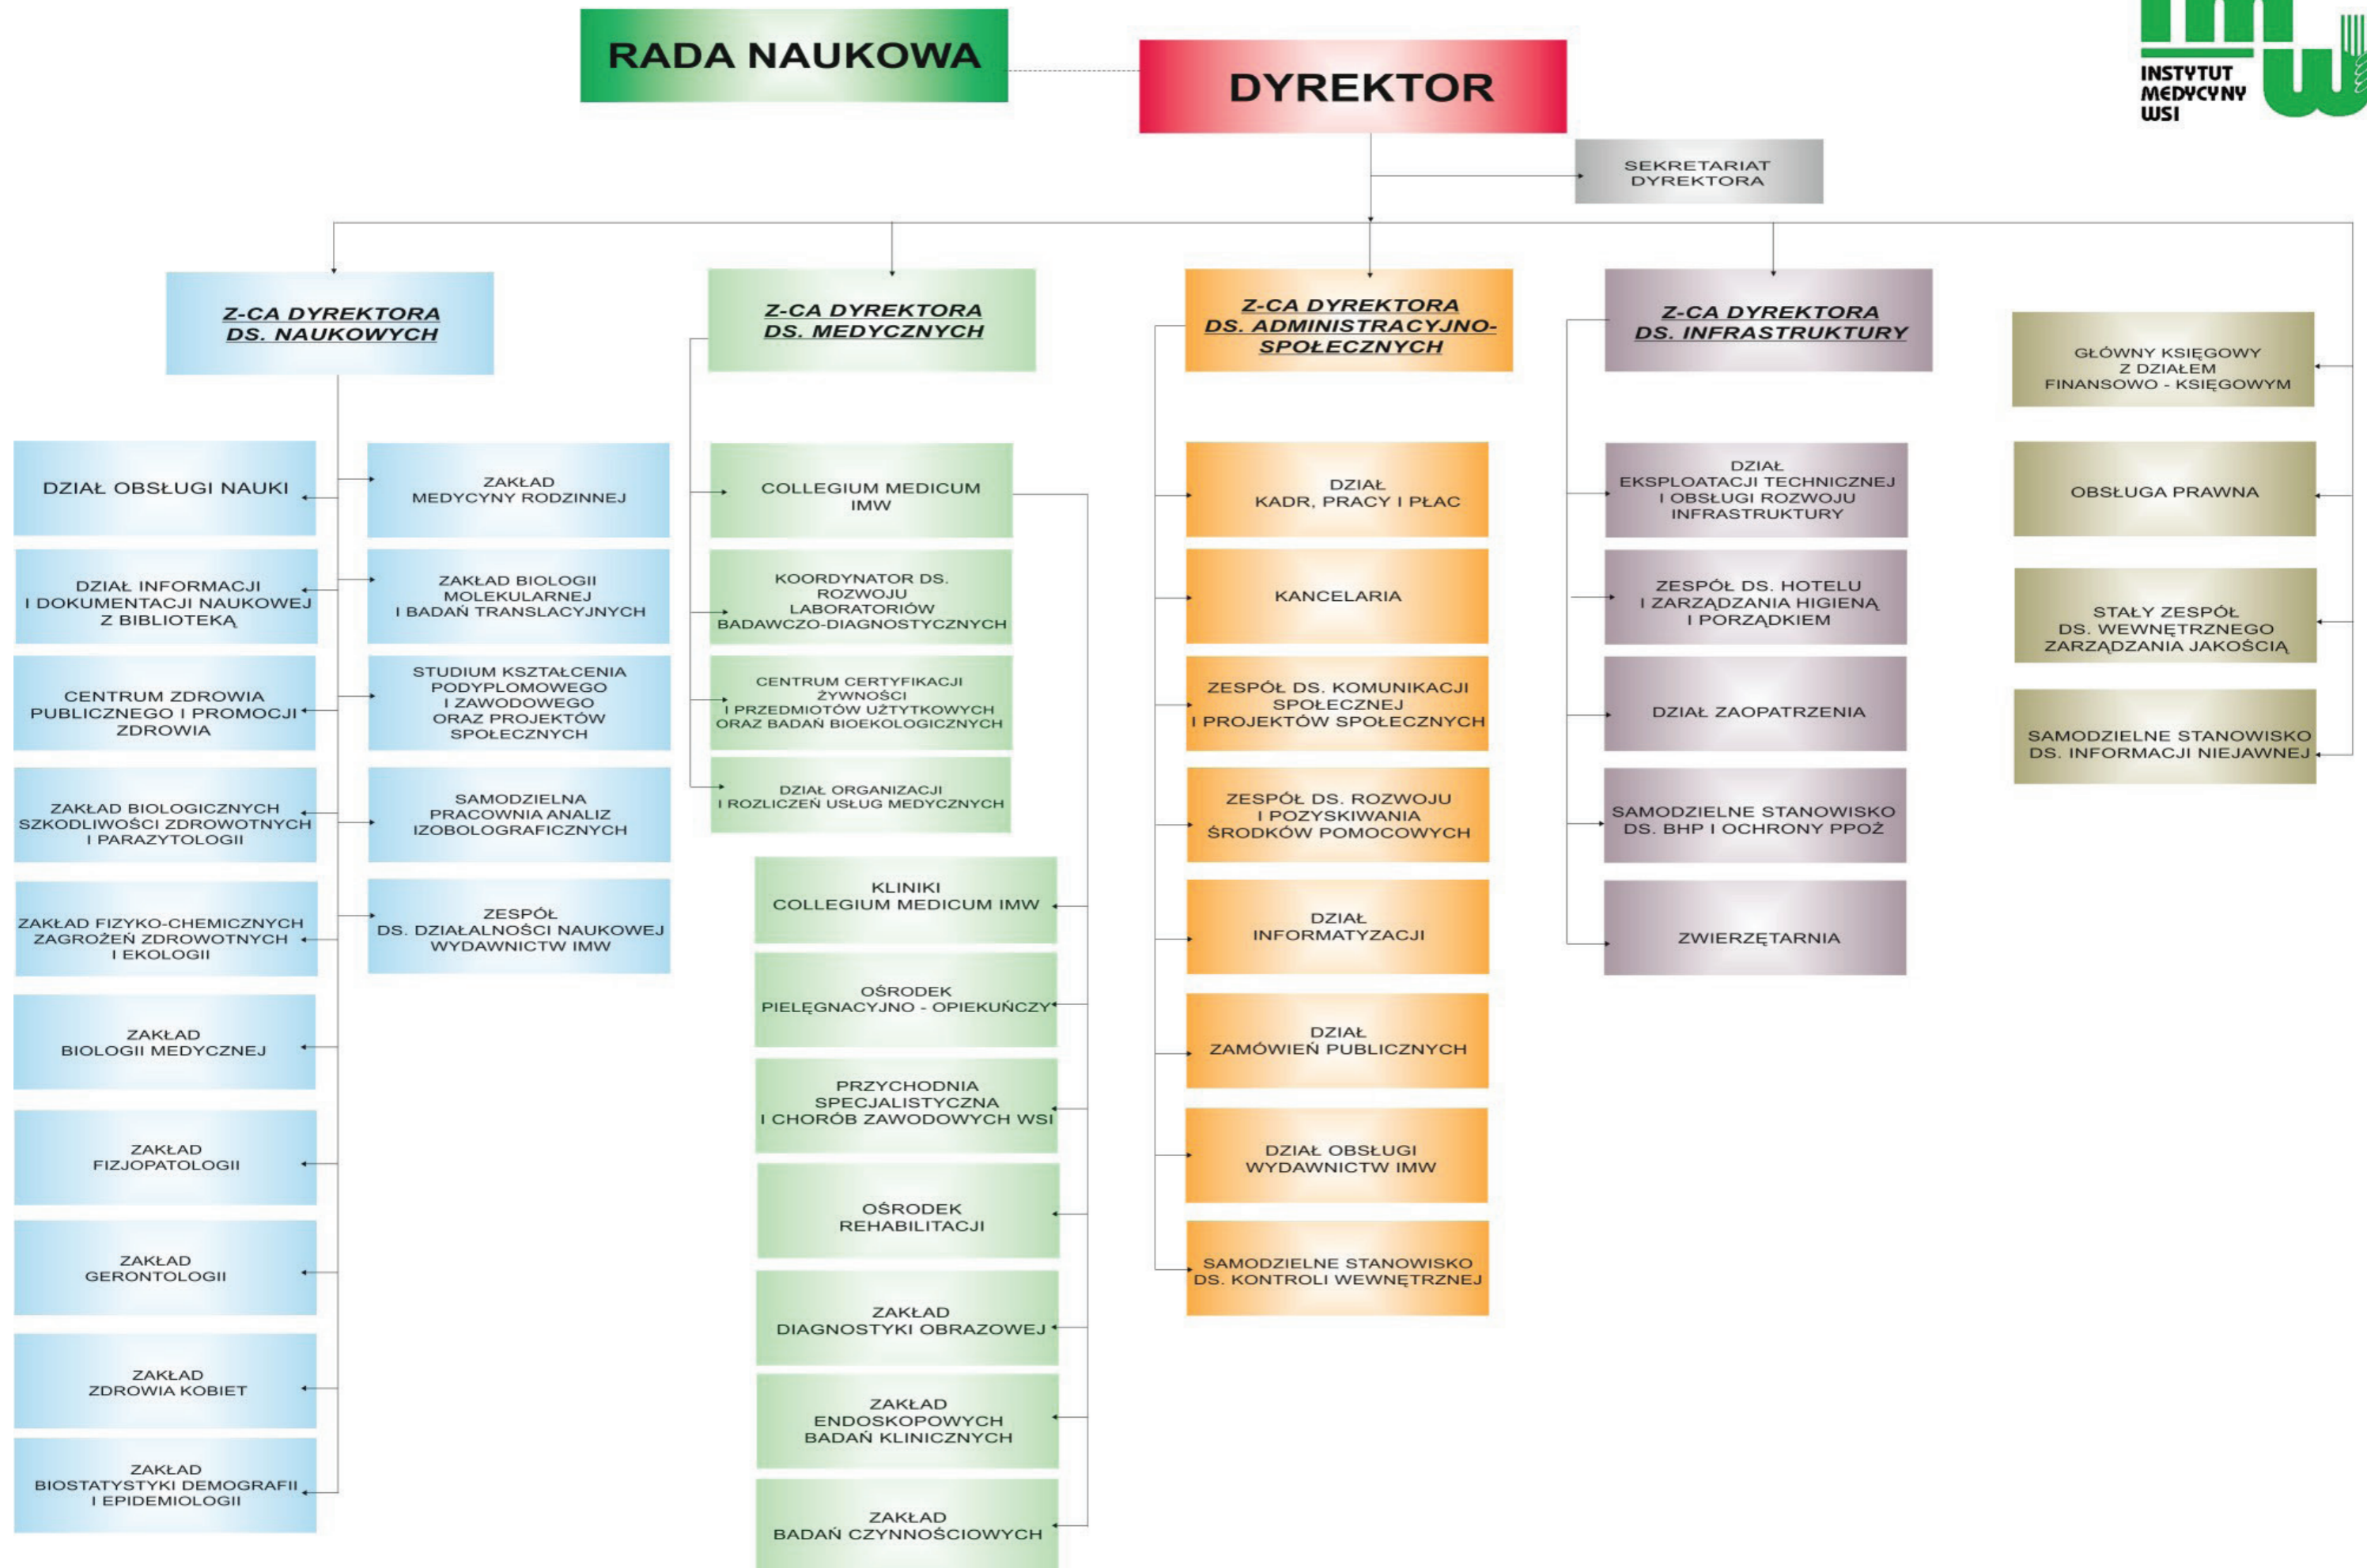 RADA NAUKOWA
DYREKTOR
INSTYTUT
MEDYCYNY
WSI
SEKRETARIAT
DYREKTORA
Z-CA DYREKTORA
DS. NAUKOWYCH
Z-CA DYREKTORA
DS. MEDYCZNYCH
Z-CA DYREKTORA
DS. ADMINISTRACYJNO-
SPOŁECZNYCH
Z-CA DYREKTORA
DS. INFRASTRUKTURY
DZIAŁ OBSŁUGI NAUKI
DZIAŁ INFORMACJI
I DOKUMENTACJI NAUKOWEJ
Z BIBLIOTEKĄ
CENTRUM ZDROWIA
PUBLICZNEGO I PROMOCJI
ZDROWIA
ZAKŁAD BIOLOGICZNYCH
SZKODLIWOŚCI ZDROWOTNYCH
I PARAZYTOLOGII
ZAKŁAD FIZYKO-CHEMICZNYCH
ZAGROŻEŃ ZDROWOTNYCH
I EKOLOGII
ZAKŁAD
BIOLOGII MEDYCZNEJ
ZAKŁAD
FIZJOPATOLOGII
ZAKŁAD
GERONTOLOGII
ZAKŁAD
ZDROWIA KOBIET
ZAKŁAD
BIOSTATYSTYKI DEMOGRAFII
I EPIDEMIOLOGII
ZAKŁAD
MEDYCYNY RODZINNEJ
ZAKŁAD BIOLOGII
MOLEKULARNEJ
I BADAŃ TRANSLACYJNYCH
STUDIUM KSZTAŁCENIA
PODYPLOMOWEGO
I ZAWODOWEGO
ORAZ PROJEKTÓW
SPOŁECZNYCH
SAMODZIELNA
PRACOWNIA ANALIZ
IZOBOLOGRAFICZNYCH
ZESPÓŁ
DS. DZIAŁALNOŚCI NAUKOWEJ
WYDAWNICTW IMW
COLLEGIUM MEDICUM
IMW
KOORDYNATOR DS.
ROZWOJU
LABORATORIÓW
BADAWCZO-DIAGNOSTYCZNYCH
CENTRUM CERTYFIKACJI
ŻYWNOŚCI
I PRZEDMIOTÓW UŻTYTKOWYCH
ORAZ BADAŃ BIOEKOLOGICZNYCH
DZIAŁ ORGANIZACJI
I ROZLICZEŃ USŁUG MEDYCZNYCH
KLINIKI
COLLEGIUM MEDICUM IMW
OŚRODEK
PIELĘGNACYJNO - OPIEKUŃCZY
PRZYCHODNIA
SPECJALISTYCZNA
I CHORÓB ZAWODOWYCH WSI
OŚRODEK
REHABILITACJI
ZAKŁAD
DIAGNOSTYKI OBRAZOWEJ
ZAKŁAD
ENDOSKOPOWYCH
BADAŃ KLINICZNYCH
ZAKŁAD
BADAŃ CZYNNOŚCIOWYCH
DZIAŁ
KADR, PRACY I PŁAC
KANCELARIA
ZESPÓŁ DS. KOMUNIKACJI
SPOŁECZNEJ
I PROJEKTÓW SPOŁECZNYCH
ZESPÓŁ DS. ROZWOJU
I POZYSKIWANIA
ŚRODKÓW POMOCOWYCH
DZIAŁ
INFORMATYZACJI
DZIAŁ
ZAMÓWIEŃ PUBLICZNYCH
DZIAŁ OBSŁUGI
WYDAWNICTW IMW
SAMODZIELNE STANOWISKO
DS. KONTROLI WEWNĘTRZNEJ
DZIAŁ
EKSPLOATACJI TECHNICZNEJ
I OBSŁUGI ROZWOJU
INFRASTRUKTURY
ZESPÓŁ DS. HOTELU
I ZARZĄDZANIA HIGIENĄ
I PORZĄDKIEM
DZIAŁ ZAOPATRZENIA
SAMODZIELNE STANOWISKO
DS. BHP I OCHRONY PPOŻ
ZWIERZĘTARNIA
GŁÓWNY KSIĘGOWY
Z DZIAŁEM
FINANSOWO - KSIĘGOWYM
OBSŁUGA PRAWNA
STAŁY ZESPÓŁ
DS. WEWNĘTRZNEGO
ZARZĄDZANIA JAKOŚCIĄ
SAMODZIELNE STANOWISKO
DS. INFORMACJI NIEJAWNEJ